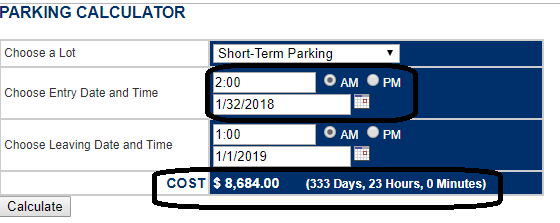 PARKING CALCULATOR
Choose a Lot Short-Term Parking
2:00 AM PM
Choose Entry Date and Time
1/32/2018
1:00 AM PM
Choose Leaving Date and Time
1/1/2019
COST $ 8,684.00 (333 Days, 23 Hours, 0 Minutes)
Calculate